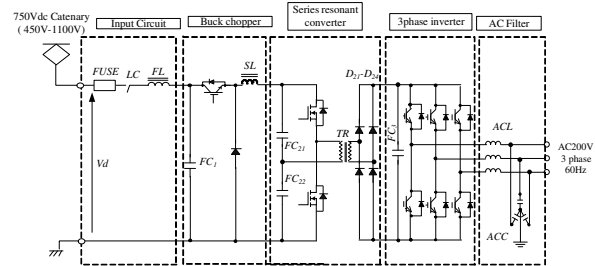 750Vdc Catenary
( 450V-1100V)
Input Circuit
Buck chopper
Series resonant
converter
3phase inverter
AC Filter
FUSE
LC
FL
SL
D21-D24
Vd
FC1
FC21
FC22
TR
FC3
ACL
ACC
AC200V
3 phase
60Hz